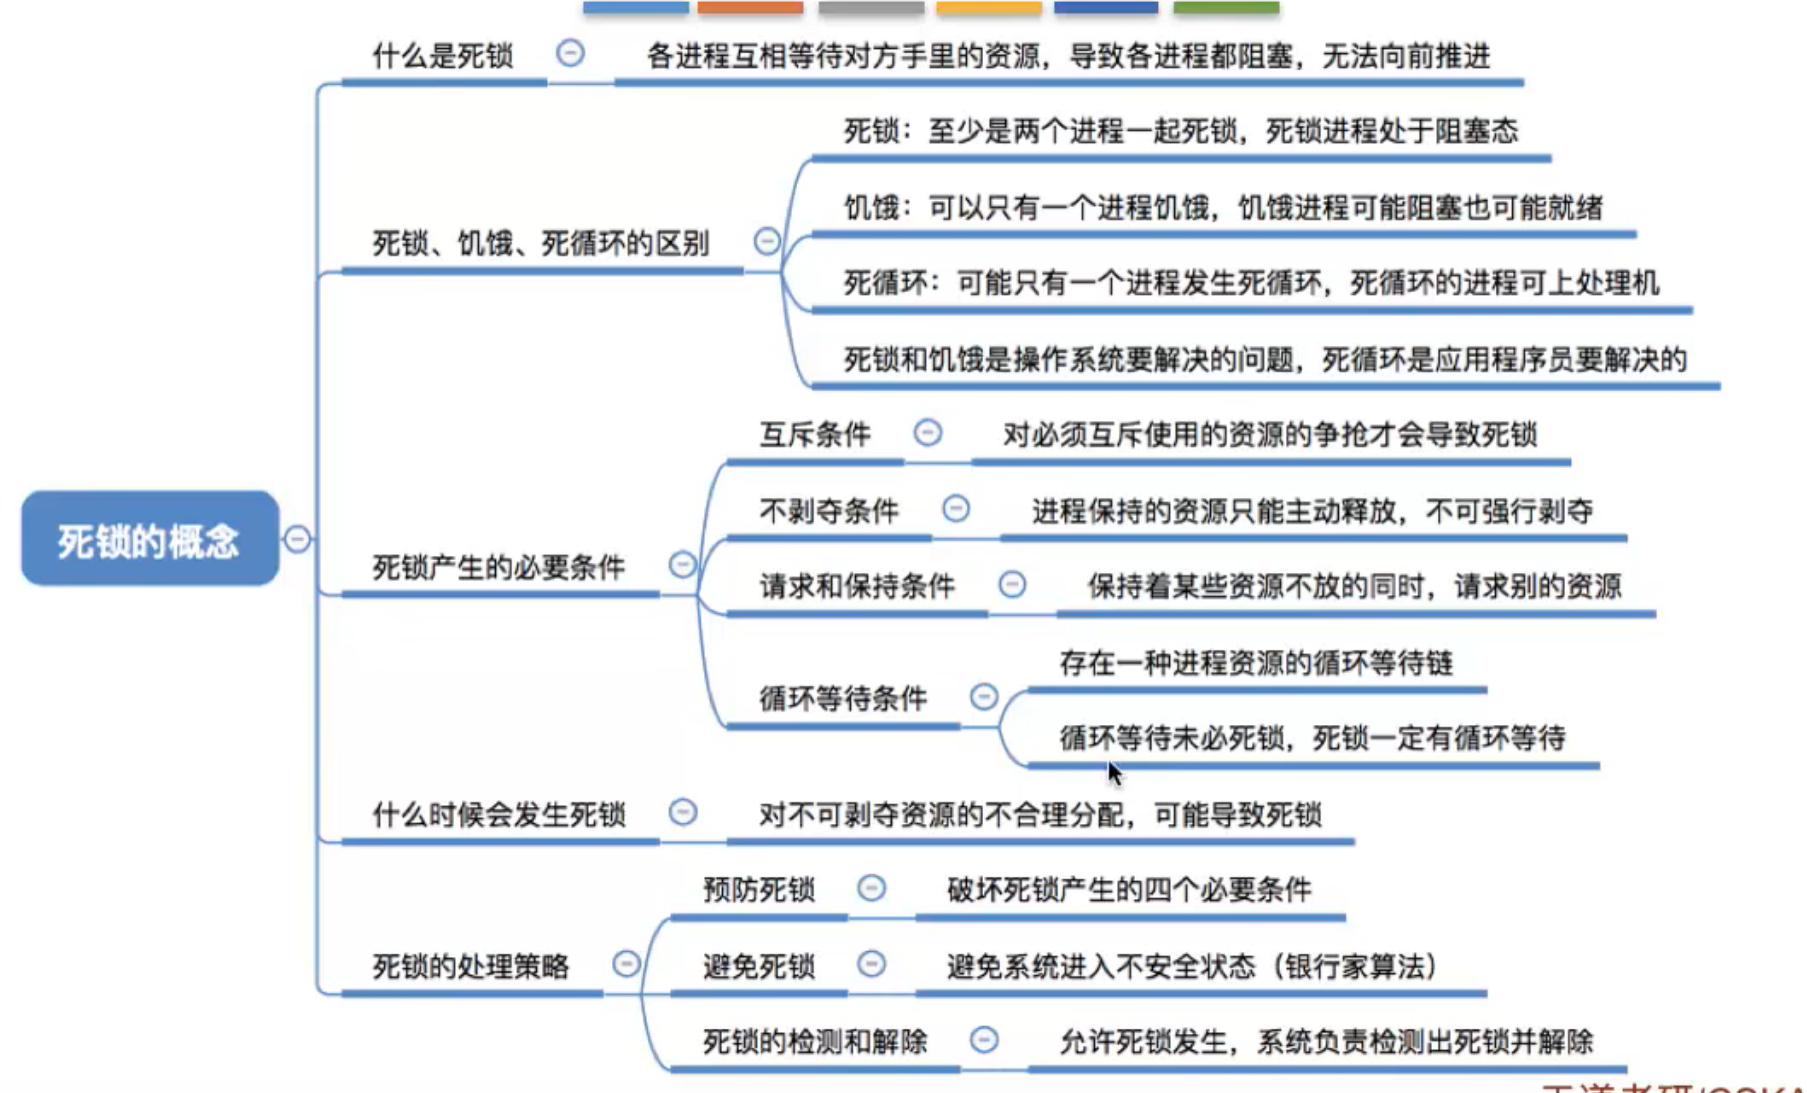 什么是死锁
各进程互相等待对方手里的资源，导致各进程都阻塞，无法向前推进
死锁：至少是两个进程一起死锁，死锁进程处于阻塞态
饥饿：可以只有一个进程饥饿，饥饿进程可能阻塞也可能就绪
死锁、饥饿、死循环的区别
死循环：可能只有一个进程发生死循环，死循环的进程可上处理机
死锁和饥饿是操作系统要解决的问题，死循环是应用程序员要解决的
互斥条件
对必须互斥使用的资源的争抢才会导致死锁
不剥夺条件
进程保持的资源只能主动释放，不可强行剥夺
死锁的概念
死锁产生的必要条件
请求和保持条件
保持着某些资源不放的同时，请求别的资源
循环等待条件
存在一种进程资源的循环等待链
循环等待未必死锁，死锁一定有循环等待
什么时候会发生死锁
对不可剥夺资源的不合理分配，可能导致死锁
预防死锁
破坏死锁产生的四个必要条件
死锁的处理策略
避免死锁
避免系统进入不安全状态（银行家算法）
死锁的检测和解除
允许死锁发生，系统负责检测出死锁并解除